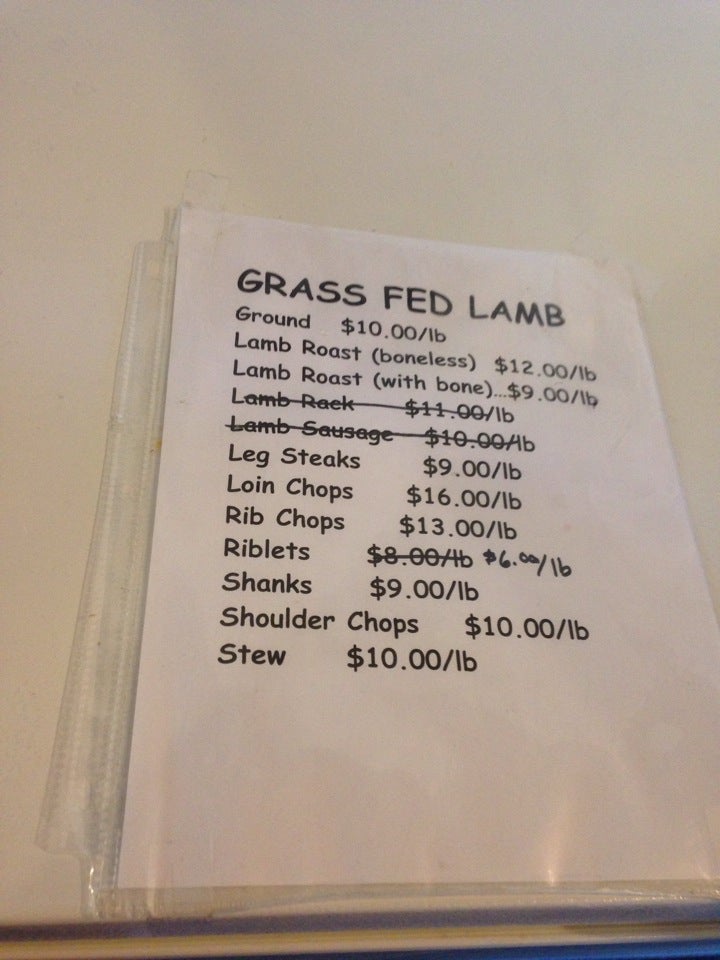 GRASS FED LAMB
Ground $10.00/lb
Lamb Roast (boneless) $12.00/lb
Lamb Roast (with bone)...$9.00/lb
Lamb Rack $11.00/lb
Lamb Sausage $10.00/lb
Leg Steaks $9.00/lb
Loin Chops $16.00/lb
Rib Chops $13.00/lb
Riblets $8.00/lb $6.00/lb
Shanks $9.00/lb
Shoulder Chops $10.00/lb
Stew $10.00/lb